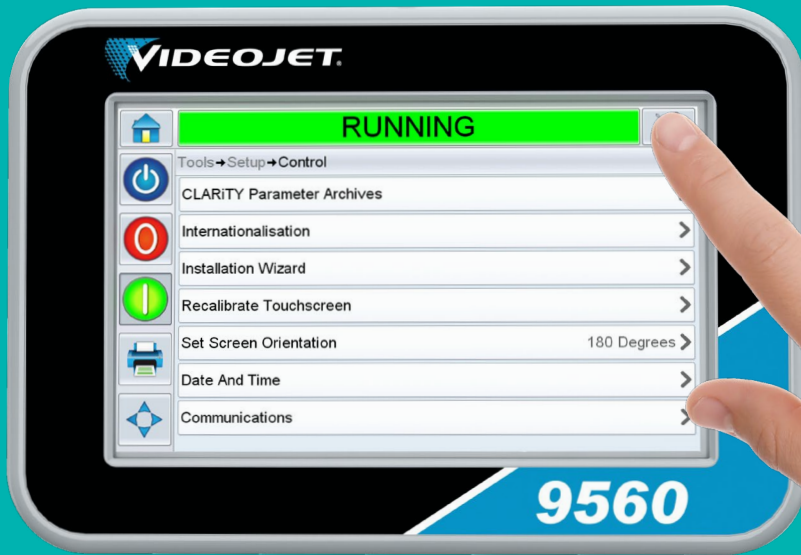 VIDEOJET.
RUNNING
Tools→Setup→Control
CLARiTY Parameter Archives
Internationalisation
Installation Wizard
Recalibrate Touchscreen
Set Screen Orientation 180 Degrees
Date And Time
Communications
9560